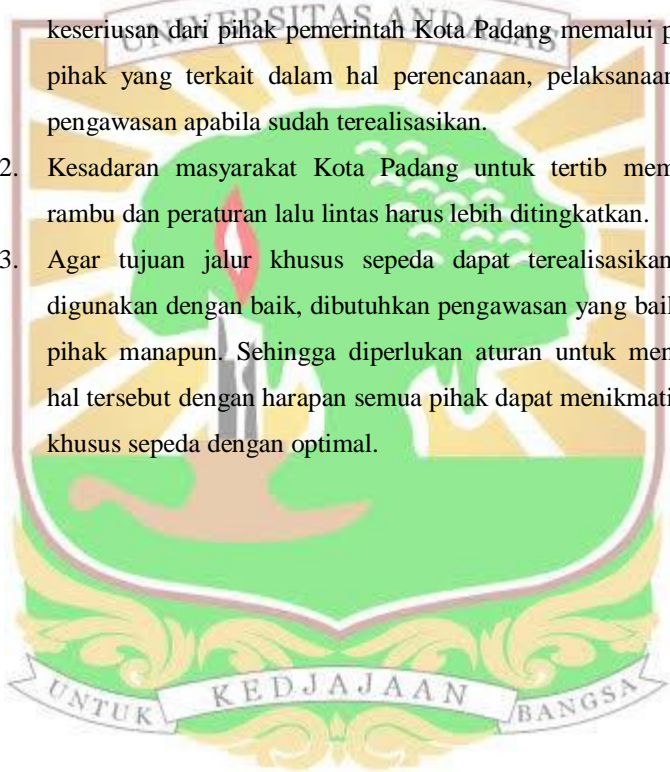 UNIVERSITAS ANDALAS
keseriusan dari pihak pemerintah Kota Padang memalui
pihak yang terkait dalam hal perencanaan, pelaksanaan
pengawasan apabila sudah terealisasikan.
2. Kesadaran masyarakat Kota Padang untuk tertib
rambu dan peraturan lalu lintas harus lebih ditingkatkan.
3. Agar tujuan jalur khusus sepeda dapat terealisasikan
digunakan dengan baik, dibutuhkan pengawasan yang baik
pihak manapun. Sehingga diperlukan aturan untuk
hal tersebut dengan harapan semua pihak dapat menikmati
khusus sepeda dengan optimal.
UNTUK KEDJAJAAN BANGSA